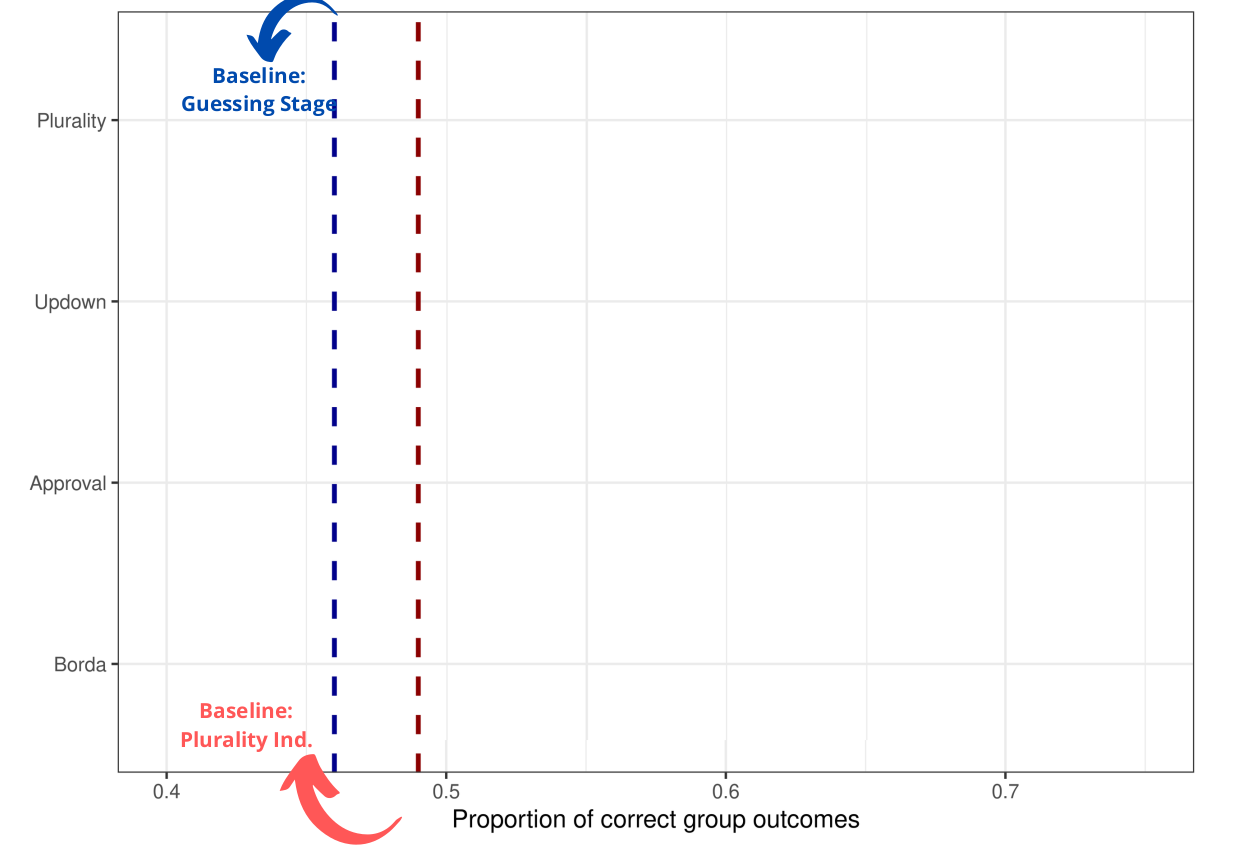 Baseline:
Guessing Stage
Plurality
Updown
Approval
Borda
Baseline:
Plurality Ind.
0.4 0.5 0.6 0.7
Proportion of correct group outcomes